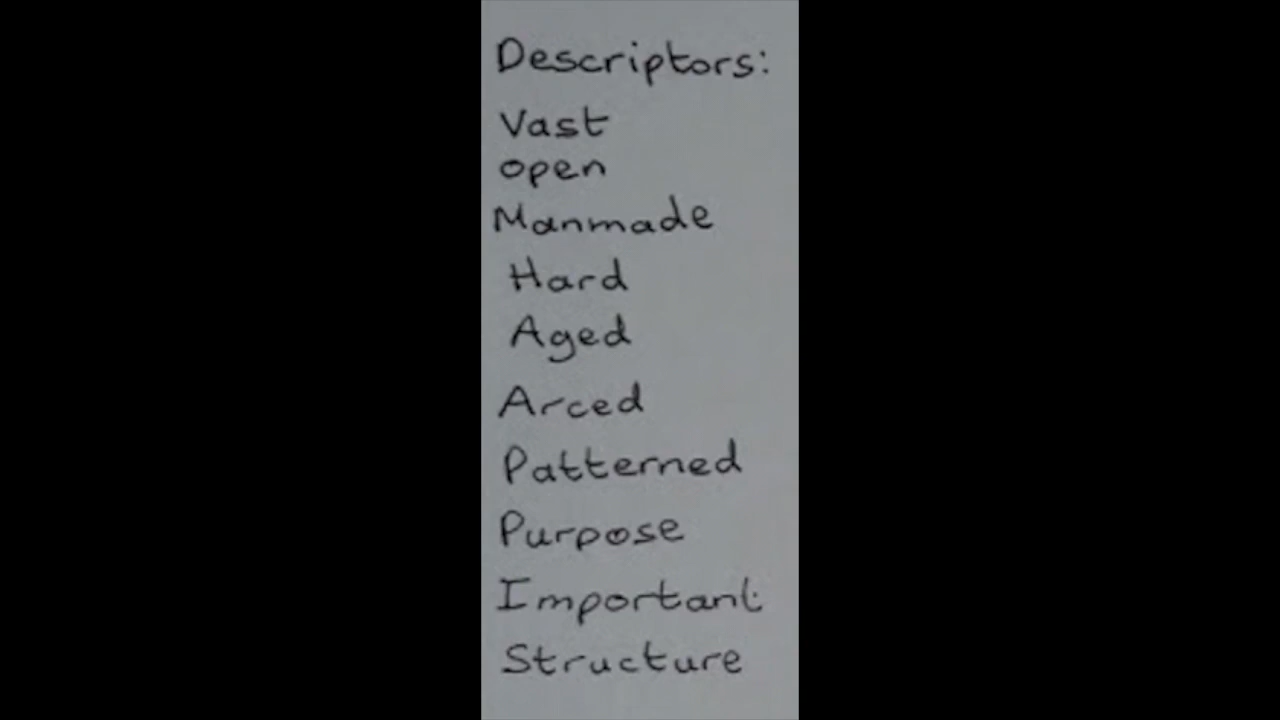 Descriptors:
Vast
open
Manmade
Hard
Aged
Arced
Patterned
Purpose
Important
Structure